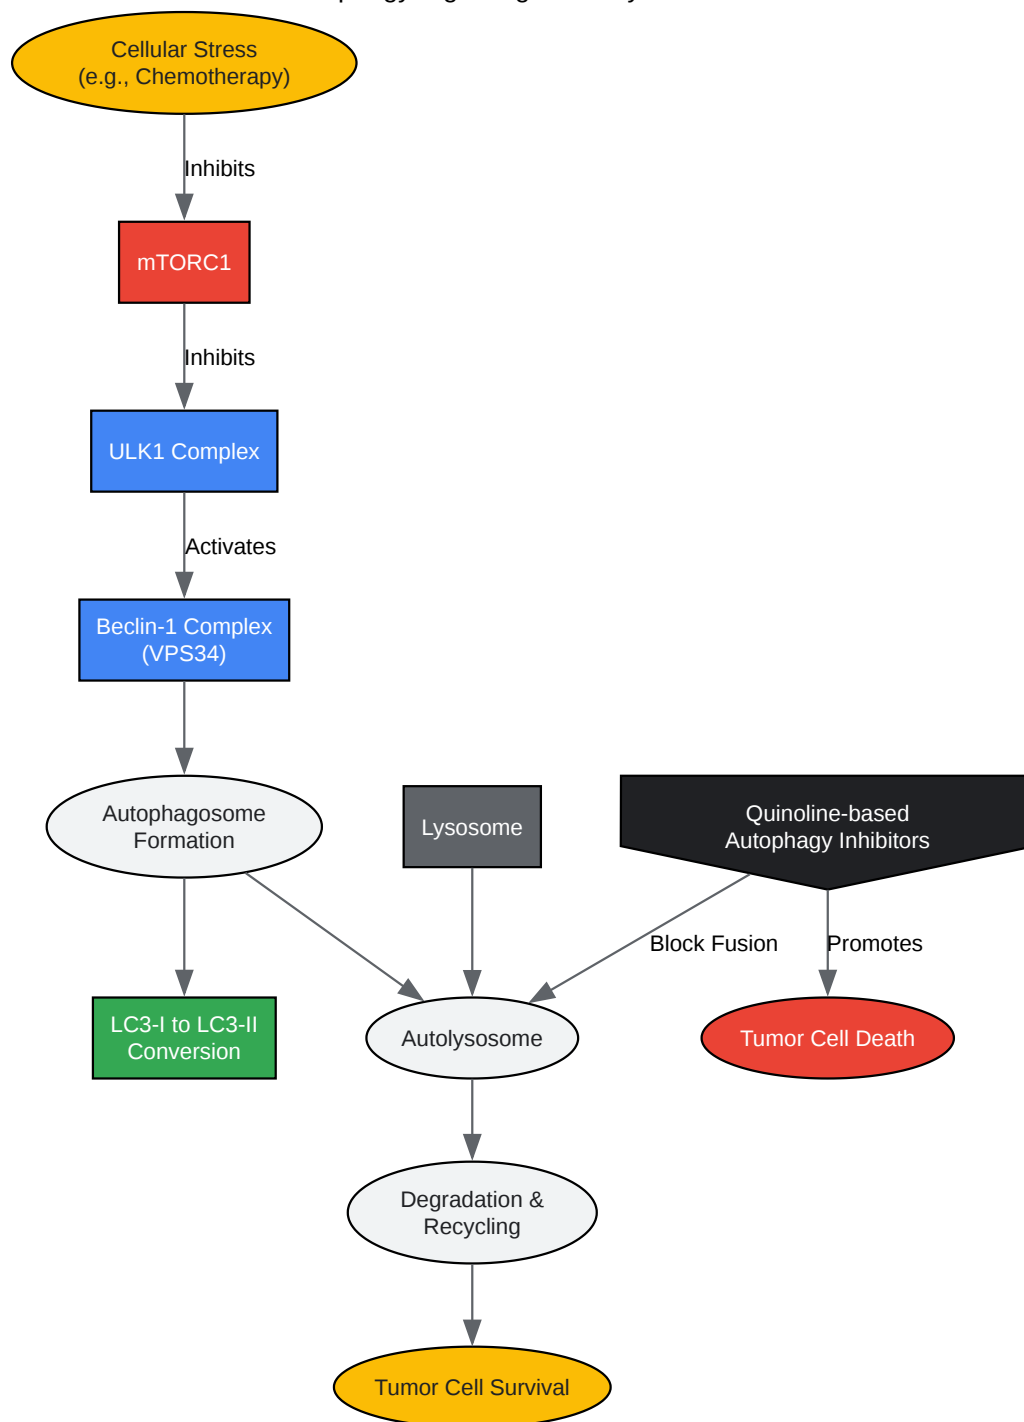 Cellular Stress
(e.g., Chemotherapy)
Inhibits
mTORC1
Inhibits
ULK1 Complex
Activates
Beclin-1 Complex
(VPS34)
Autophagosome
Formation
Lysosome
Quinoline-based
Autophagy Inhibitors
Block Fusion
Promotes
LC3-I to LC3-II
Conversion
Autolysosome
Tumor Cell Death
Degradation &
Recycling
Tumor Cell Survival